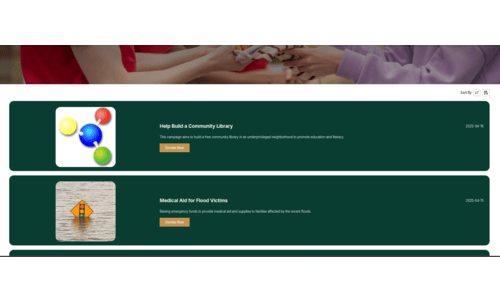 Sort By
Help Build a Community Library
2025-06-16
This campaign aims to build a free community library in an underprivileged neighborhood to promote education and literacy.
Donate Now
Medical Aid for Flood Victims
2025-06-15
Raising emergency funds to provide medical aid and supplies to families affected by the recent floods.
Donate Now